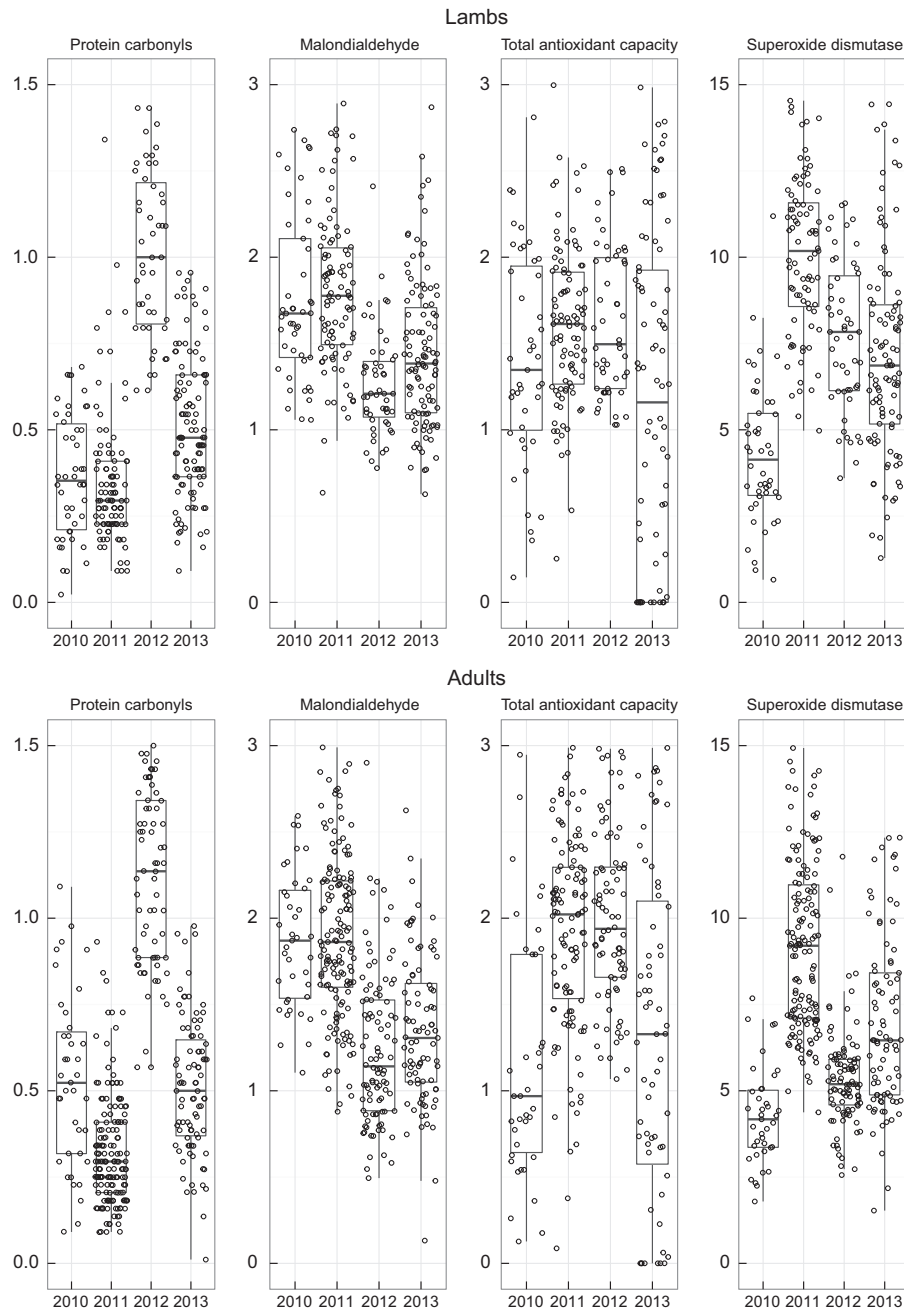 Lambs
Protein carbonyls Malondialdehyde Total antioxidant capacity Superoxide dismutase
1.5 3 3 15
1.0 2 2 10
0.5 1 1 5
0.0 0 0 0
2010 2011 2012 2013 2010 2011 2012 2013 2010 2011 2012 2013 2010 2011 2012 2013
Adults
Protein carbonyls Malondialdehyde Total antioxidant capacity Superoxide dismutase
1.5 3 3 15
1.0 2 2 10
0.5 1 1 5
0.0 0 0 0
2010 2011 2012 2013 2010 2011 2012 2013 2010 2011 2012 2013 2010 2011 2012 2013